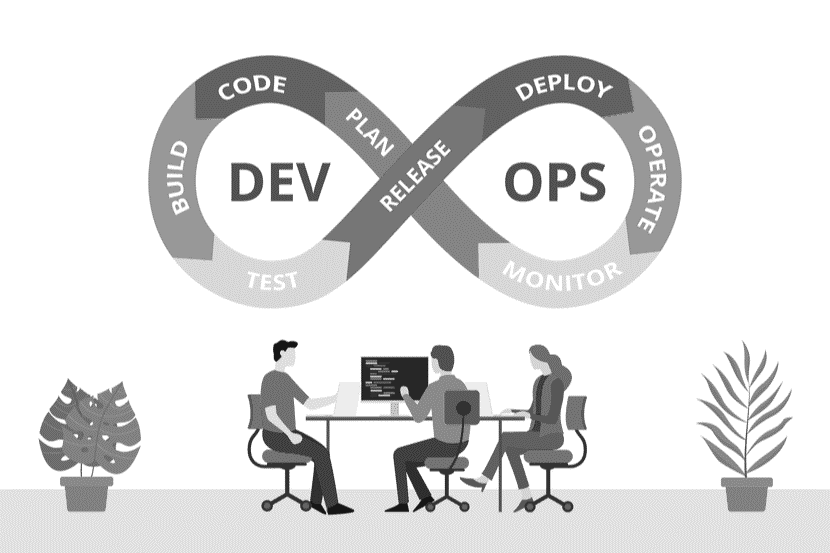 CODE
DEPLOY
PLAN
BUILD
DEV
RELEASE
OPS
OPERATE
TEST
MONITOR